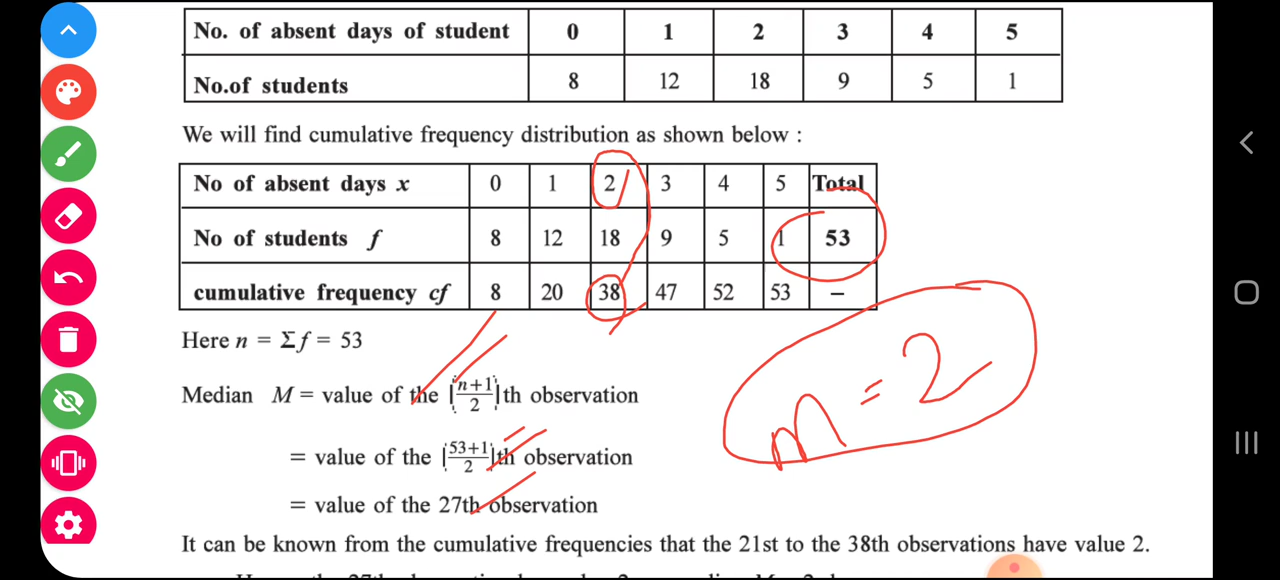 No. of absent days of student 0 1 2 3 4 5
No.of students 8 12 18 9 5 1
We will find cumulative frequency distribution as shown below :
No of absent days x 0 1 2 3 4 5 Total
No of students f 8 12 18 9 5 1 53
cumulative frequency cf 8 20 38 47 52 53 –
Here n = Σf = 53
Median M = value of the [n+1/2]th observation
= value of the [53+1/2]th observation
= value of the 27th observation
m = 2
It can be known from the cumulative frequencies that the 21st to the 38th observations have value 2.